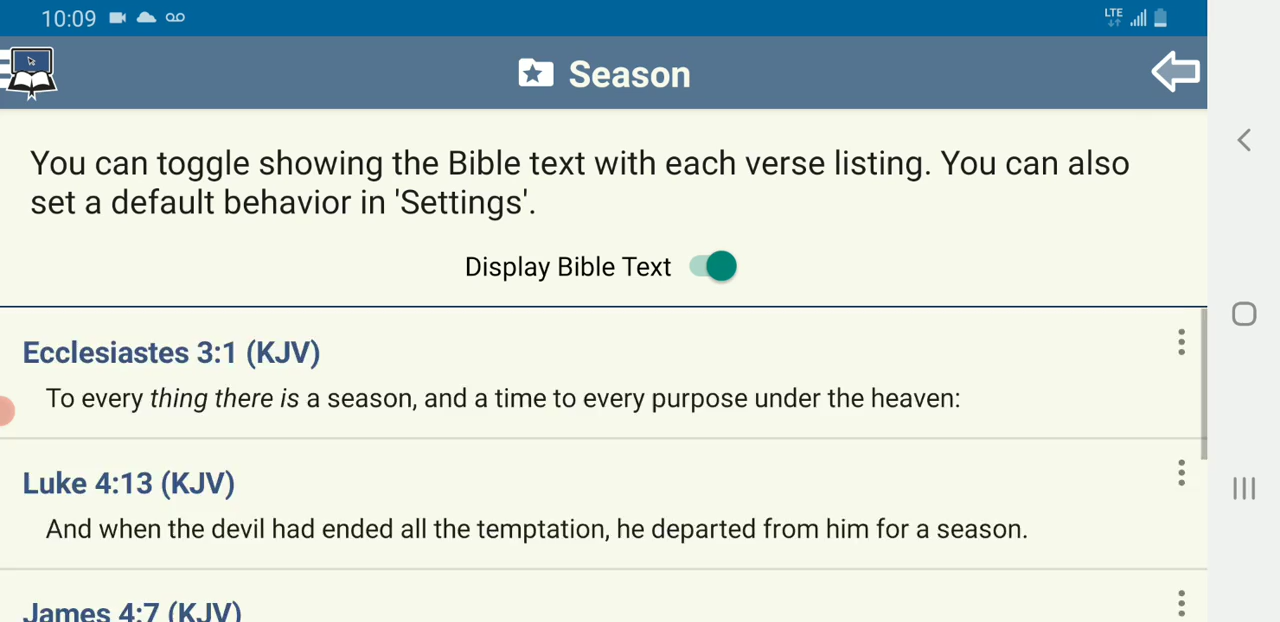 10:09
LTE
Season
You can toggle showing the Bible text with each verse listing. You can also
set a default behavior in 'Settings'.
Display Bible Text
Ecclesiastes 3:1 (KJV)
To every thing there is a season, and a time to every purpose under the heaven:
Luke 4:13 (KJV)
And when the devil had ended all the temptation, he departed from him for a season.
James 4:7 (KJV)